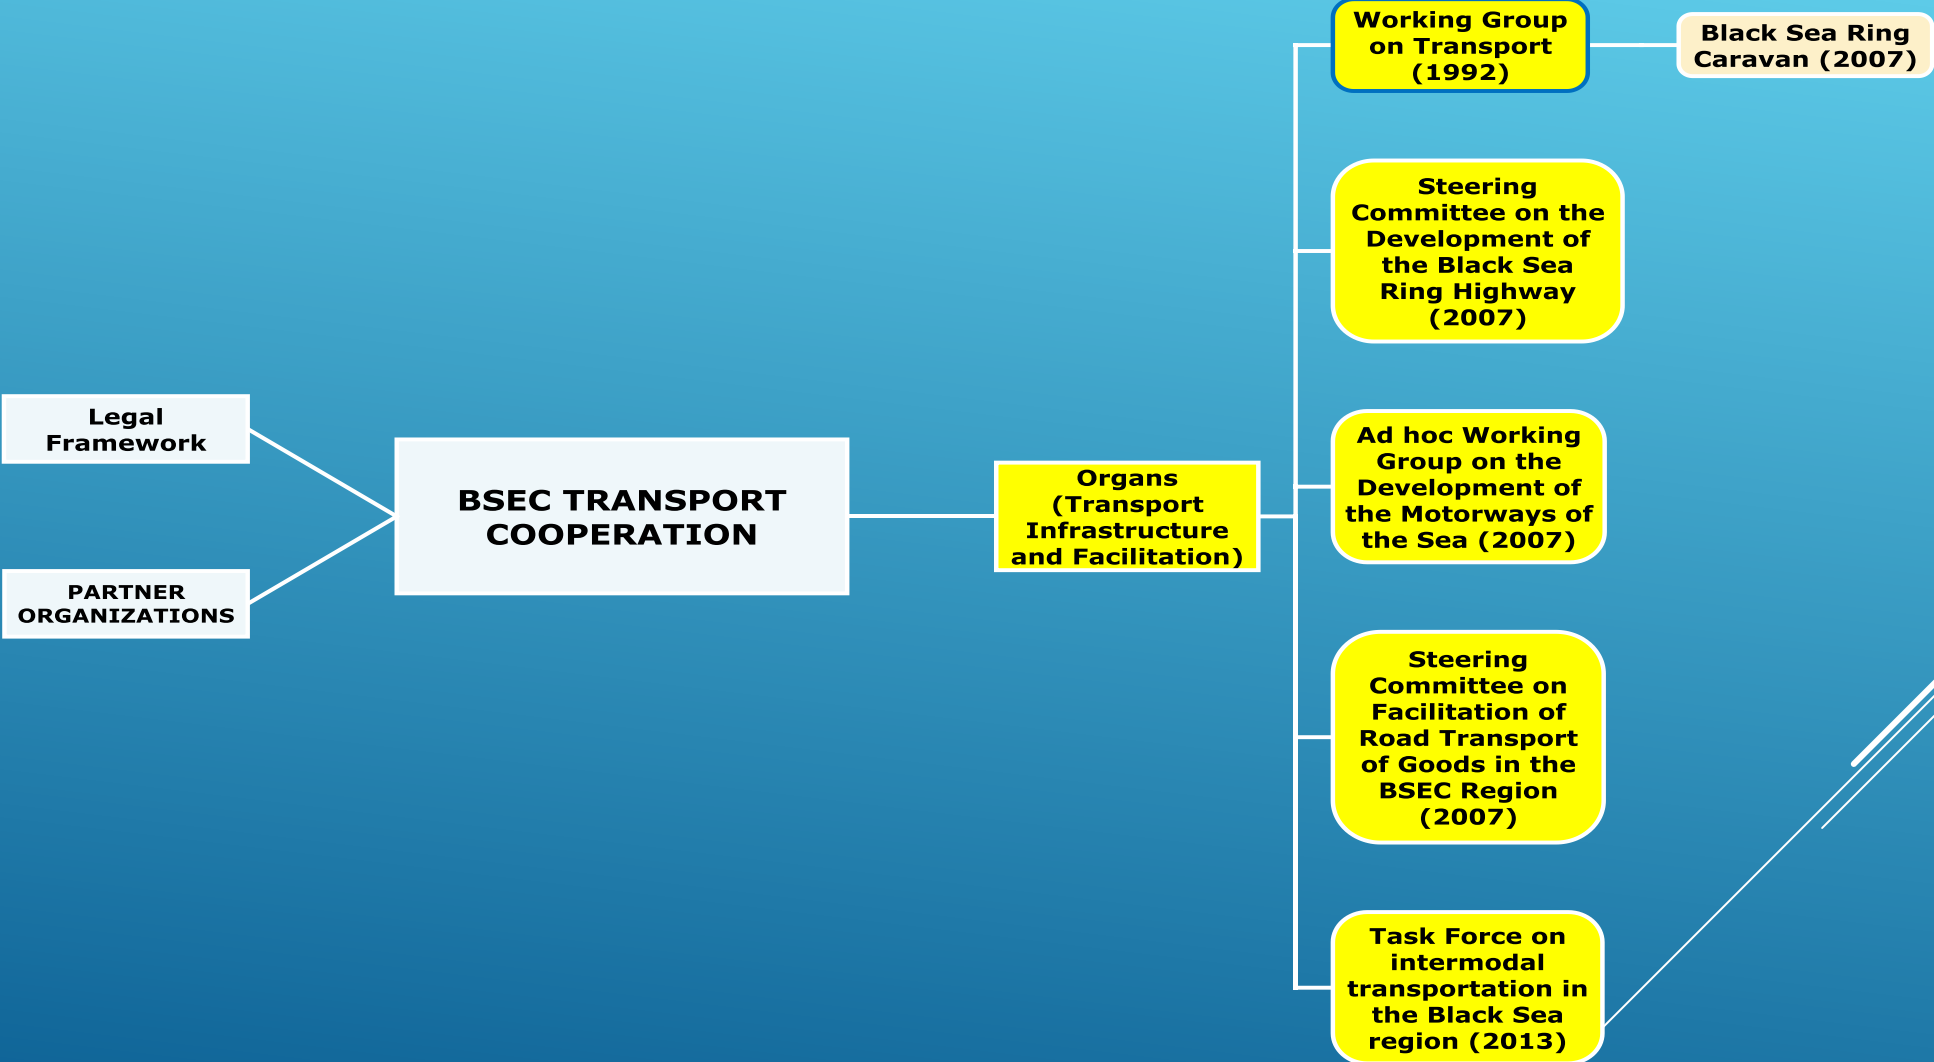 Legal
Framework
PARTNER
ORGANIZATIONS
BSEC TRANSPORT
COOPERATION
Organs
(Transport
Infrastructure
and Facilitation)
Working Group
on Transport
(1992)
Black Sea Ring
Caravan (2007)
Steering
Committee on the
Development of
the Black Sea
Ring Highway
(2007)
Ad hoc Working
Group on the
Development of
the Motorways of
the Sea (2007)
Steering
Committee on
Facilitation of
Road Transport
of Goods in the
BSEC Region
(2007)
Task Force on
intermodal
transportation in
the Black Sea
region (2013)